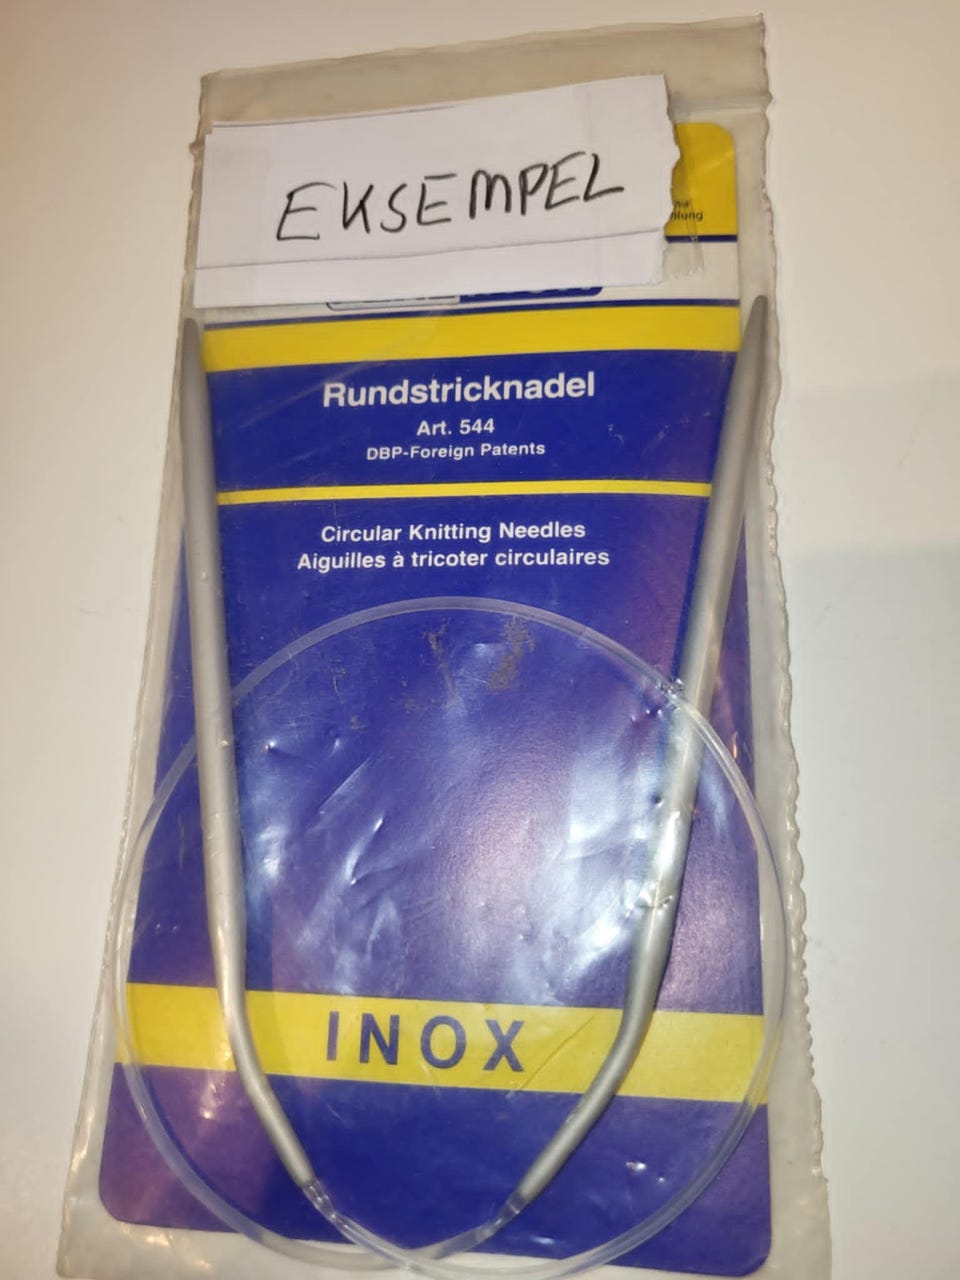 EKSEMPEL
Rundstricknadel
Art. 544
DBP-Foreign Patents
Circular Knitting Needles
Aiguilles à tricoter circulaires
INOX